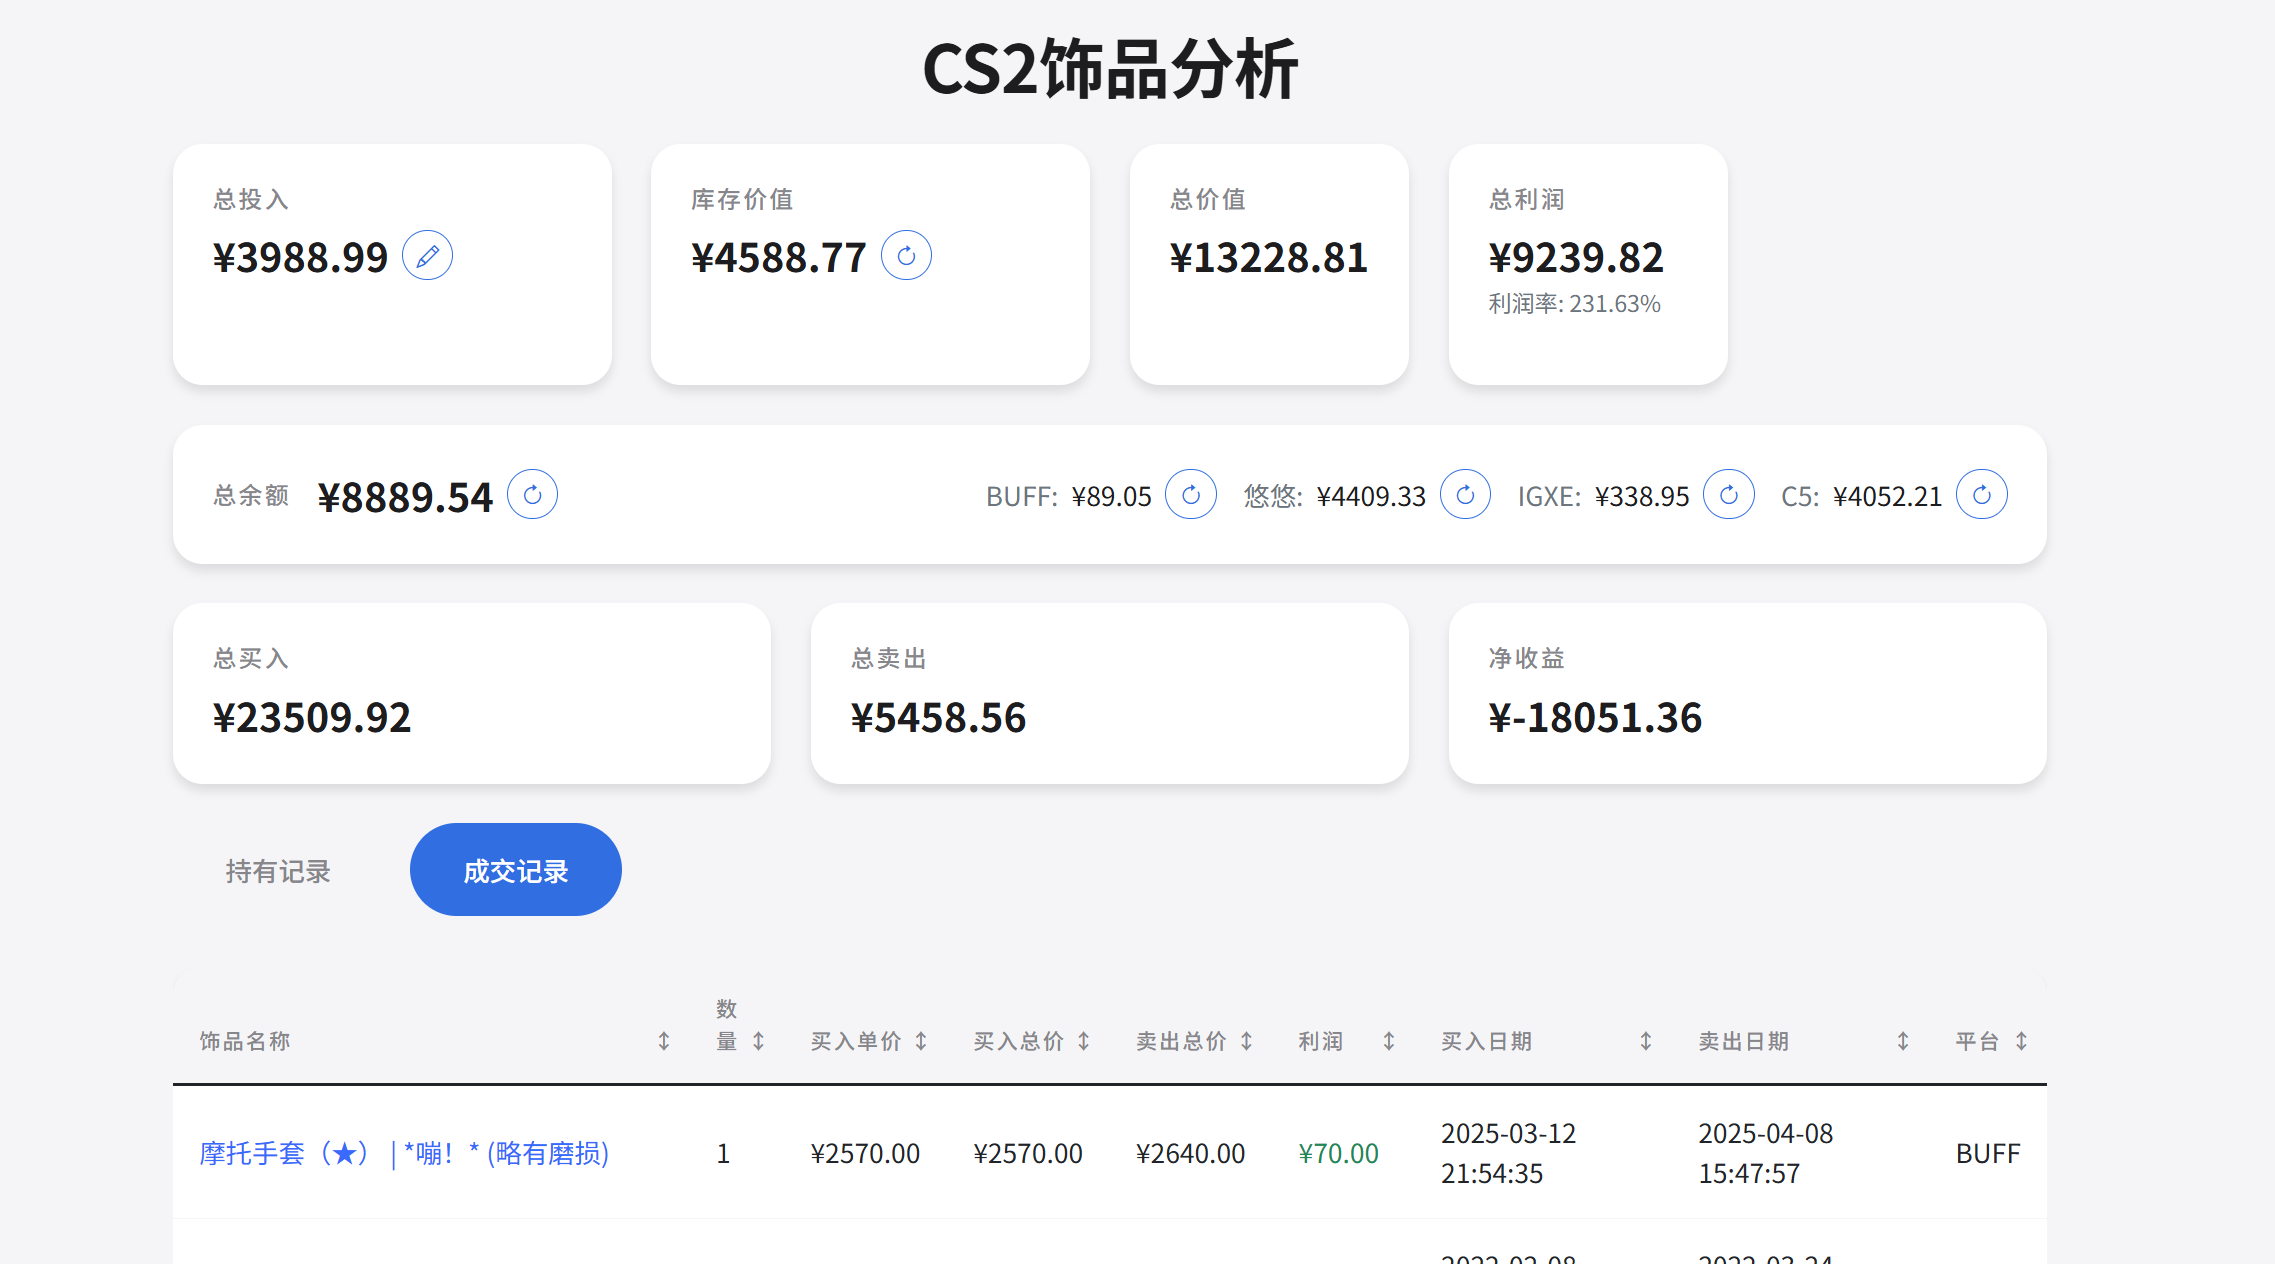 CS2饰品分析
总投入
¥3988.99
库存价值
¥4588.77
总价值
¥13228.81
总利润
¥9239.82
利润率: 231.63%
总余额 ¥8889.54 BUFF: ¥89.05 悠悠: ¥4409.33 IGXE: ¥338.95 C5: ¥4052.21
总买入
¥23509.92
总卖出
¥5458.56
净收益
¥-18051.36
持有记录 成交记录
饰品名称 数量 买入单价 买入总价 卖出总价 利润 买入日期 卖出日期 平台
摩托手套（★） | *嘣！* (略有磨损) 1 ¥2570.00 ¥2570.00 ¥2640.00 ¥70.00 2025-03-12 21:54:35 2025-04-08 15:47:57 BUFF